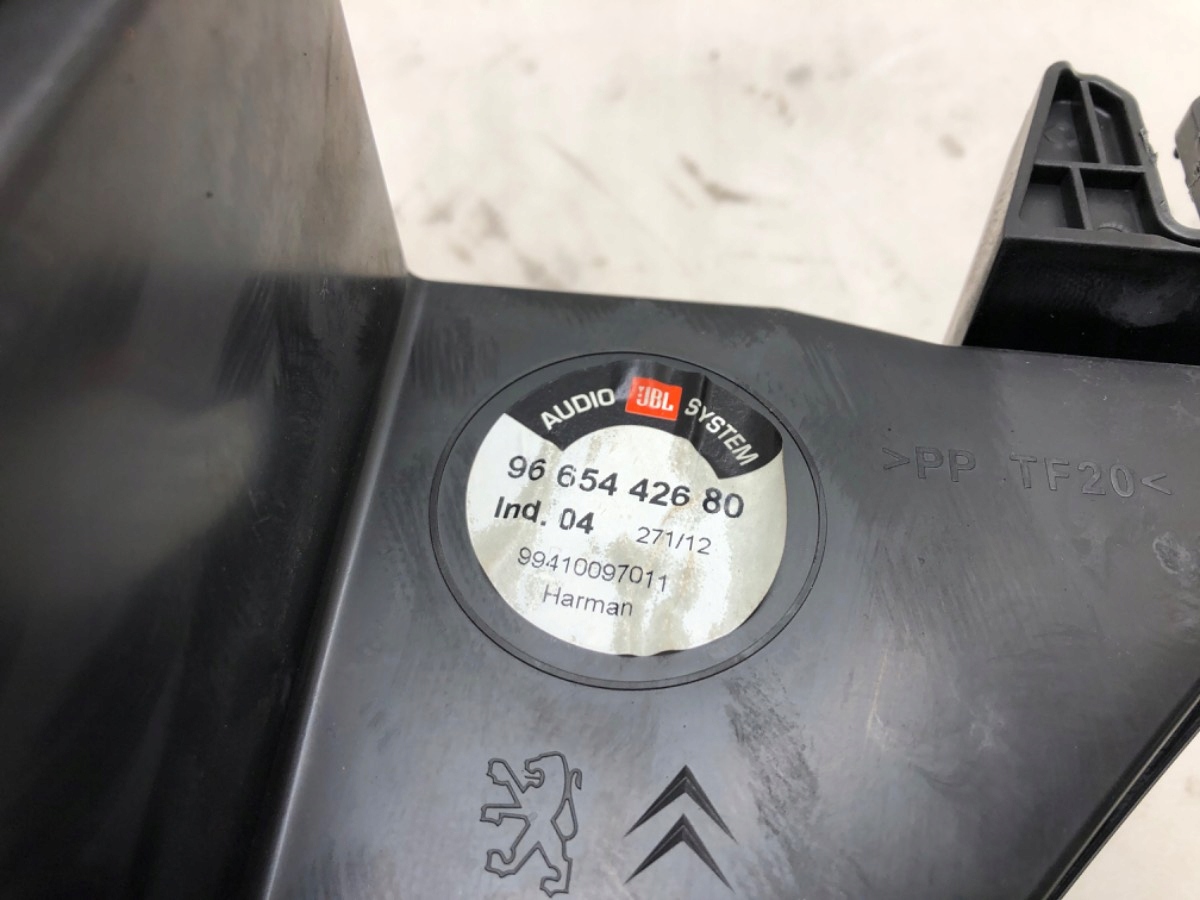 AUDIO JBL SYSTEM
96 654 426 80
Ind. 04 271/12
99410097011
Harman
>PP TF20<